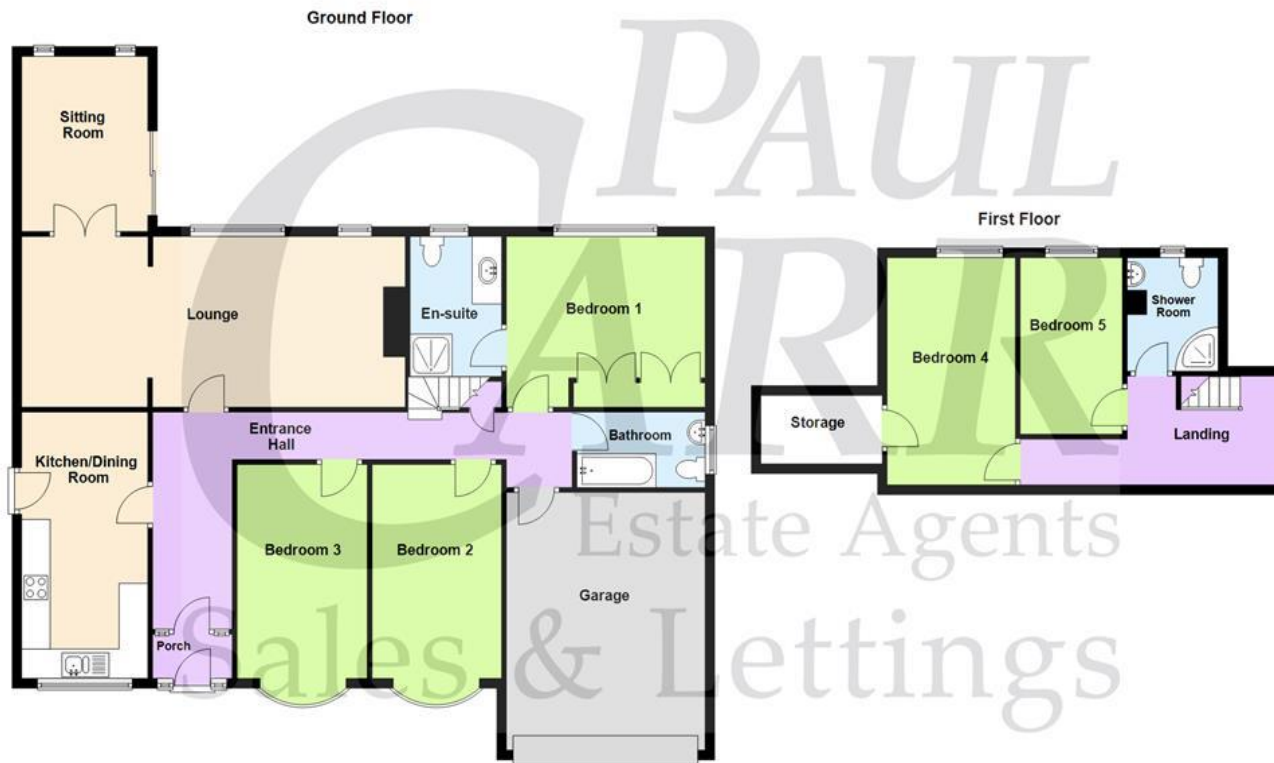 Ground Floor
PAUL
CARR
Estate Agents
Sales & Lettings
Sitting
Room
Lounge
En-suite
Bedroom 1
Entrance
Hall
Bathroom
Kitchen/Dining
Room
Bedroom 3
Bedroom 2
Garage
Porch
First Floor
Shower
Room
Bedroom 5
Bedroom 4
Storage
Landing